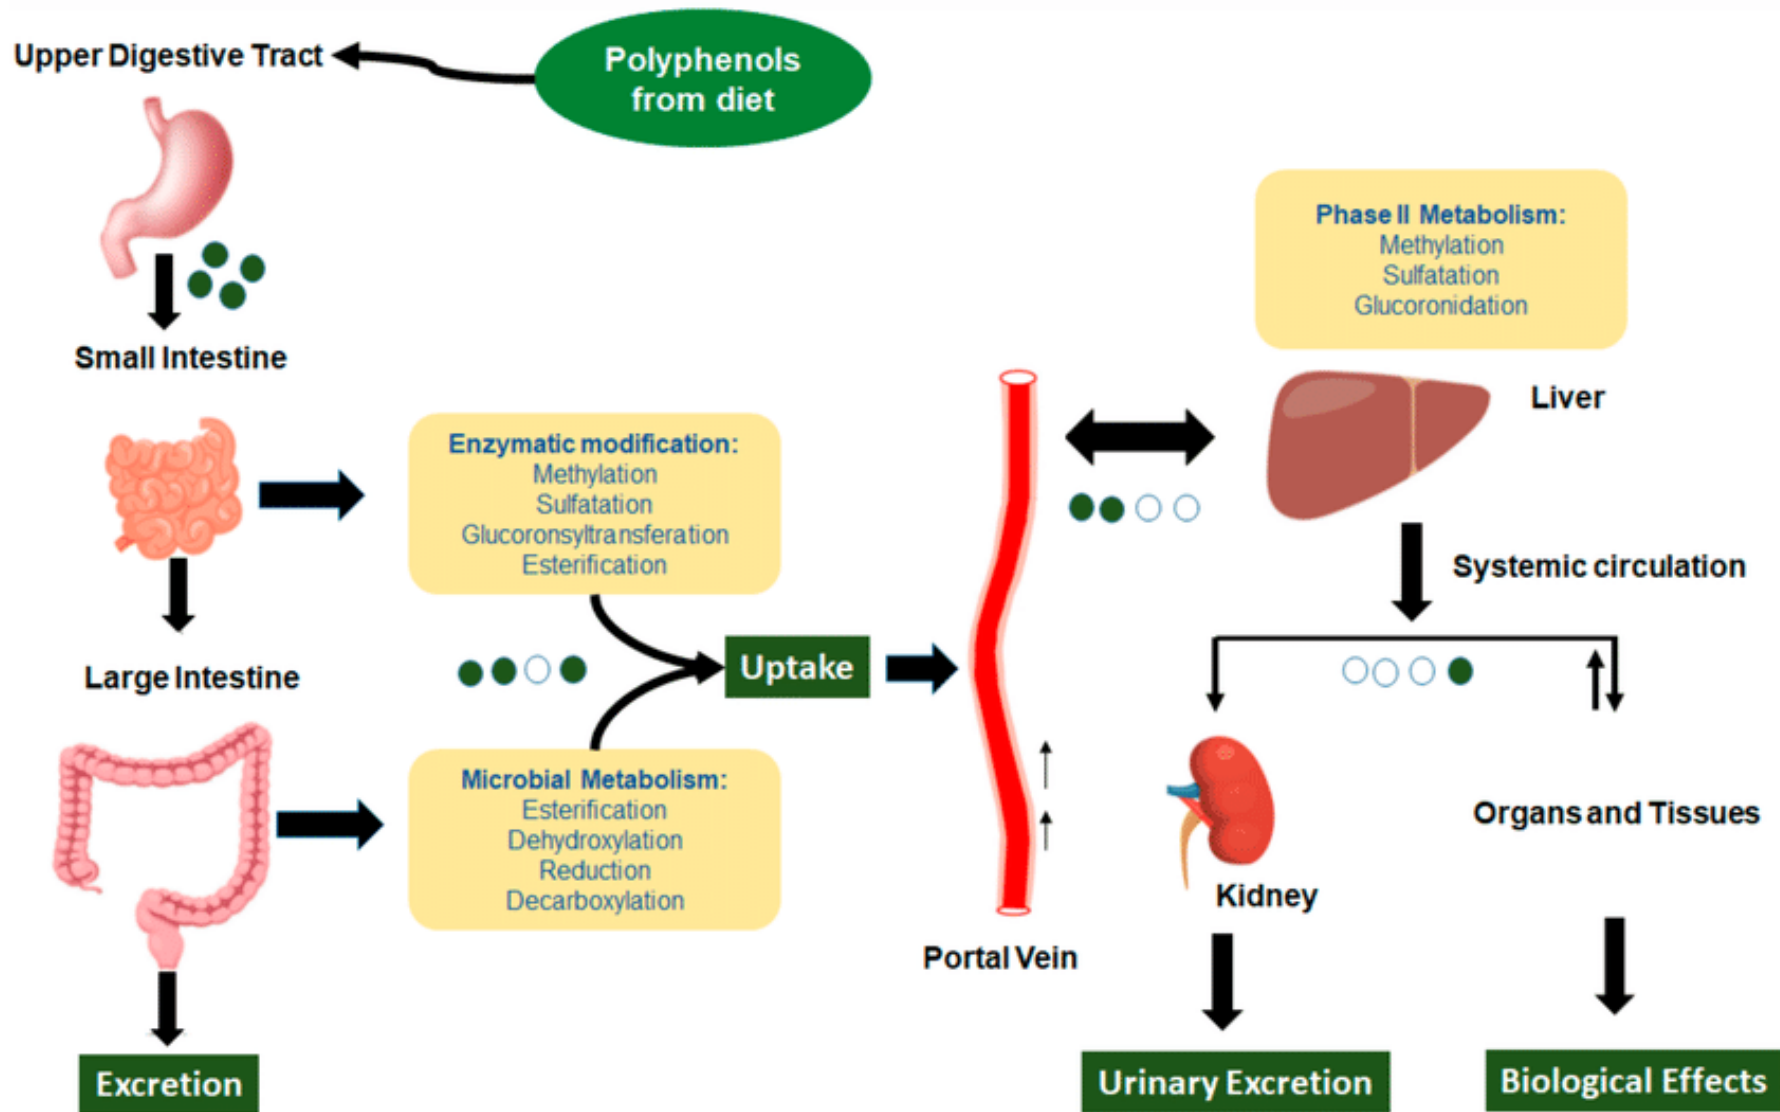 Upper Digestive Tract
Polyphenols
from diet
Small Intestine
Enzymatic modification:
Methylation
Sulfatation
Glucoronsyltransferation
Esterification
Large Intestine
Uptake
Microbial Metabolism:
Esterification
Dehydroxylation
Reduction
Decarboxylation
Excretion
Portal Vein
Phase II Metabolism:
Methylation
Sulfatation
Glucoronidation
Liver
Systemic circulation
Kidney
Organs and Tissues
Urinary Excretion
Biological Effects